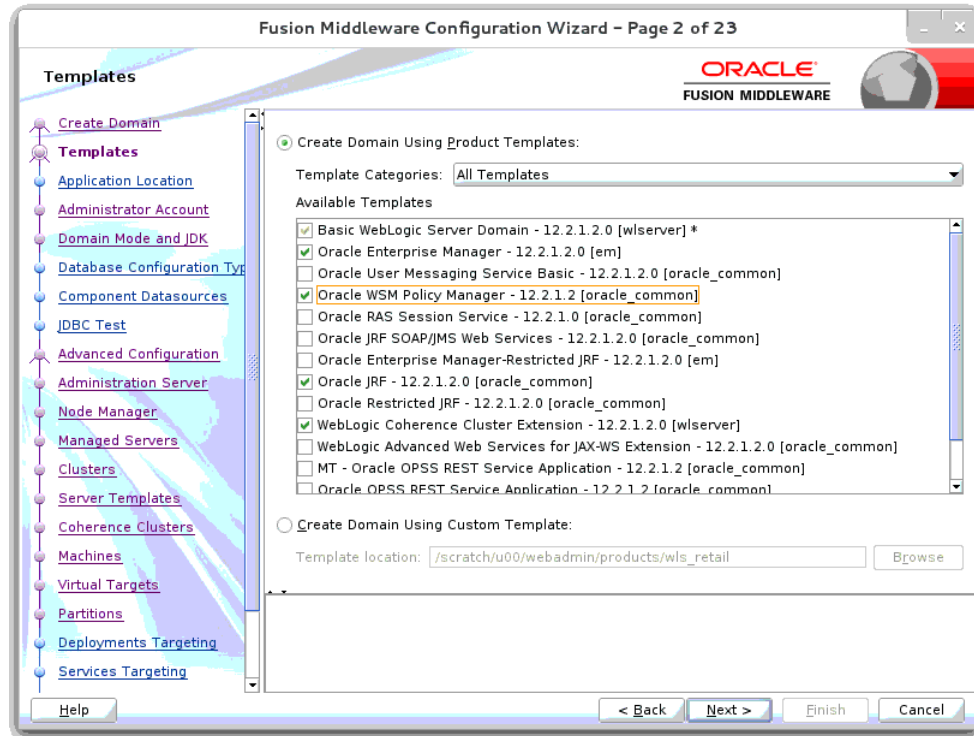 Fusion Middleware Configuration Wizard – Page 2 of 23
Templates
ORACLE
FUSION MIDDLEWARE
Create Domain
Templates
Application Location
Administrator Account
Domain Mode and JDK
Database Configuration Typ
Component Datasources
JDBC Test
Advanced Configuration
Administration Server
Node Manager
Managed Servers
Clusters
Server Templates
Coherence Clusters
Machines
Virtual Targets
Partitions
Deployments Targeting
Services Targeting
Create Domain Using Product Templates:
Template Categories: All Templates
Available Templates
Basic WebLogic Server Domain - 12.2.1.2.0 [wlserver] *
Oracle Enterprise Manager - 12.2.1.2.0 [em]
Oracle User Messaging Service Basic - 12.2.1.2.0 [oracle_common]
Oracle WSM Policy Manager - 12.2.1.2 [oracle_common]
Oracle RAS Session Service - 12.2.1.0 [oracle_common]
Oracle JRF SOAP/JMS Web Services - 12.2.1.2.0 [oracle_common]
Oracle Enterprise Manager-Restricted JRF - 12.2.1.2.0 [em]
Oracle JRF - 12.2.1.2.0 [oracle_common]
Oracle Restricted JRF - 12.2.1.2.0 [oracle_common]
WebLogic Coherence Cluster Extension - 12.2.1.2.0 [wlserver]
WebLogic Advanced Web Services for JAX-WS Extension - 12.2.1.2.0 [oracle_common]
MT - Oracle OPSS REST Service Application - 12.2.1.2 [oracle_common]
Oracle OPSS REST Service Application - 12.2.1.2 [oracle_common]
Create Domain Using Custom Template:
Template location: /scratch/u00/webadmin/products/wls_retail
Browse
Help
< Back
Next >
Finish
Cancel